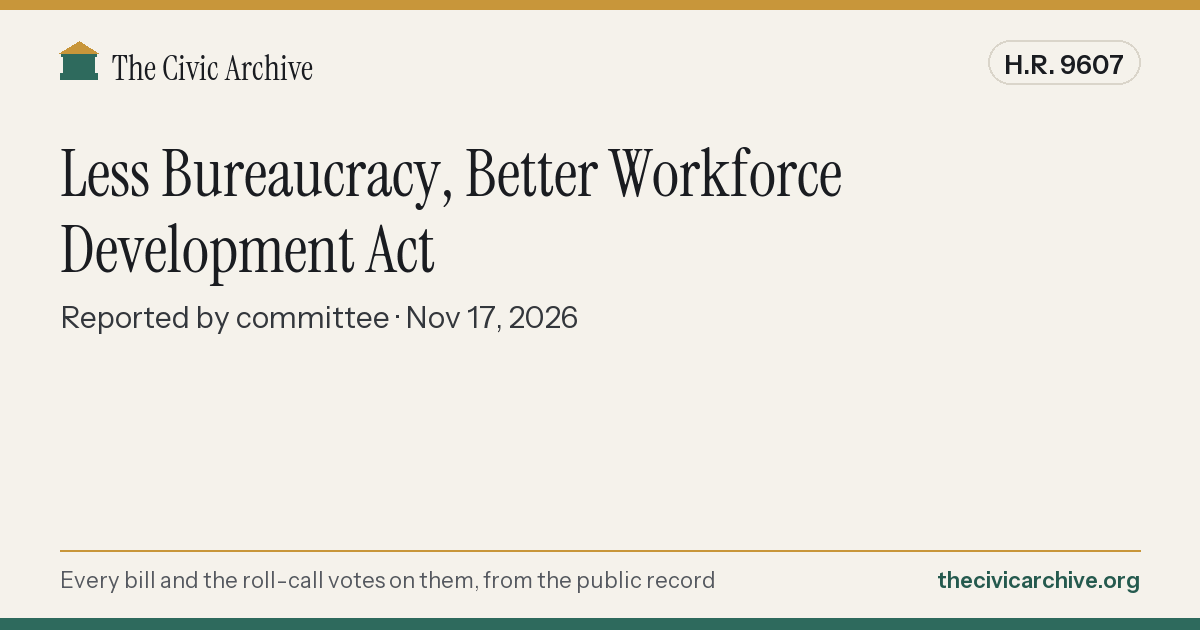 The Civic Archive
H.R. 9607
Less Bureaucracy, Better Workforce
Development Act
Reported by committee · Nov 17, 2026
Every bill and the roll-call votes on them, from the public record
thecivicarchive.org